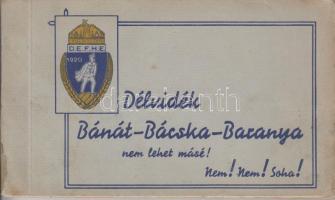 D.E.F.H.E.
1920
Délvidék
Bánát-Bácska-Baranya
nem lehet másé!
Nem! Nem! Soha!